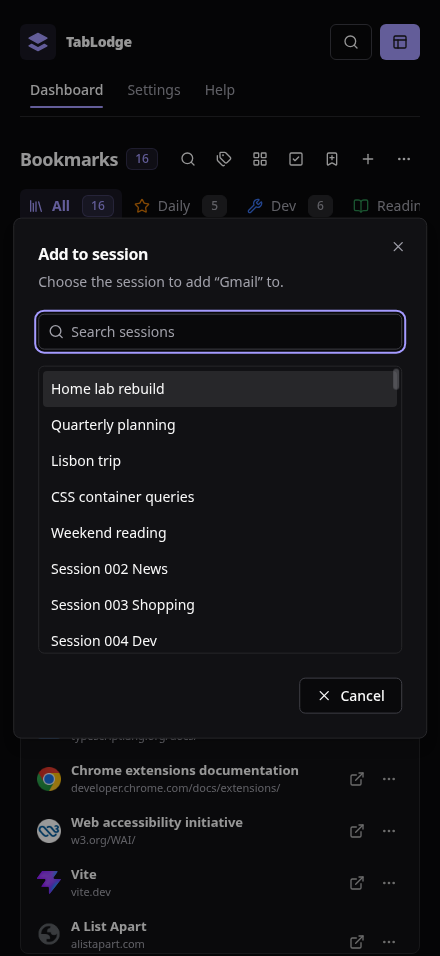 TabLodge
Dashboard Settings Help
Bookmarks 16
All 16 Daily 5 Dev 6 Readin
Add to session
Choose the session to add “Gmail” to.
Search sessions
Home lab rebuild
Quarterly planning
Lisbon trip
CSS container queries
Weekend reading
Session 002 News
Session 003 Shopping
Session 004 Dev
Cancel
Chrome extensions documentation
developer.chrome.com/docs/extensions/
Web accessibility initiative
w3.org/WAI/
Vite
vite.dev
A List Apart
alistapart.com